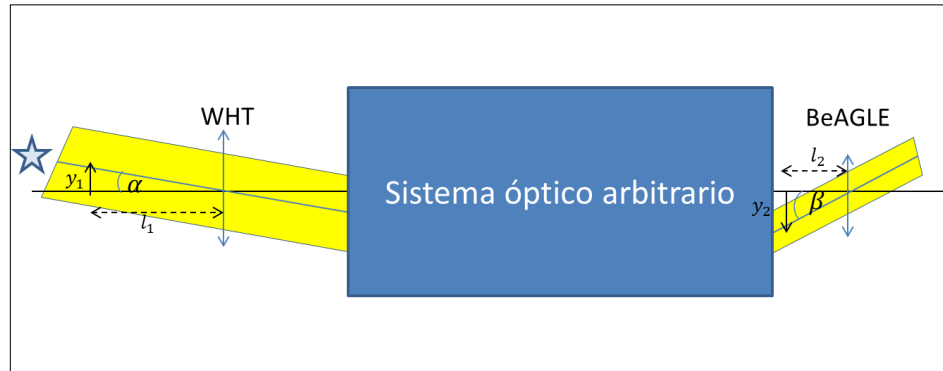 WHT
BeAGLE
y₁
α
l₁
Sistema óptico arbitrario
l₂
y₂
β